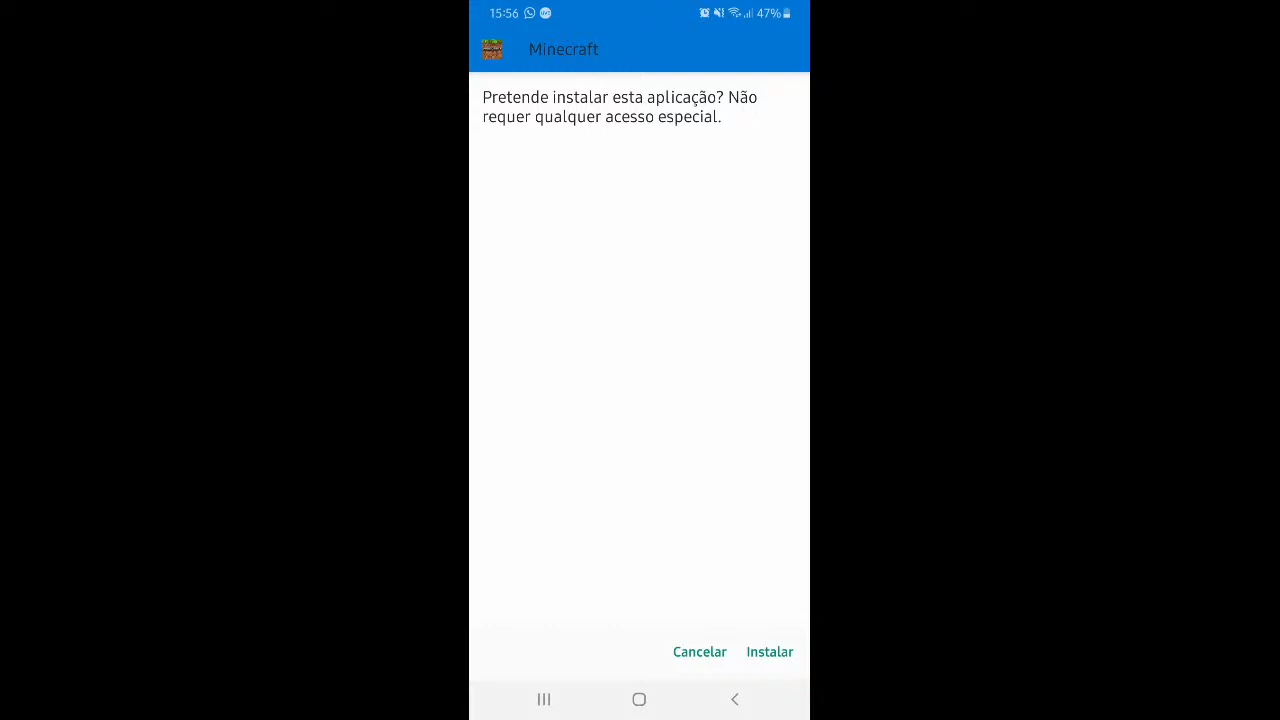 15:56 47%
Minecraft
Pretende instalar esta aplicação? Não
requer qualquer acesso especial.
Cancelar Instalar